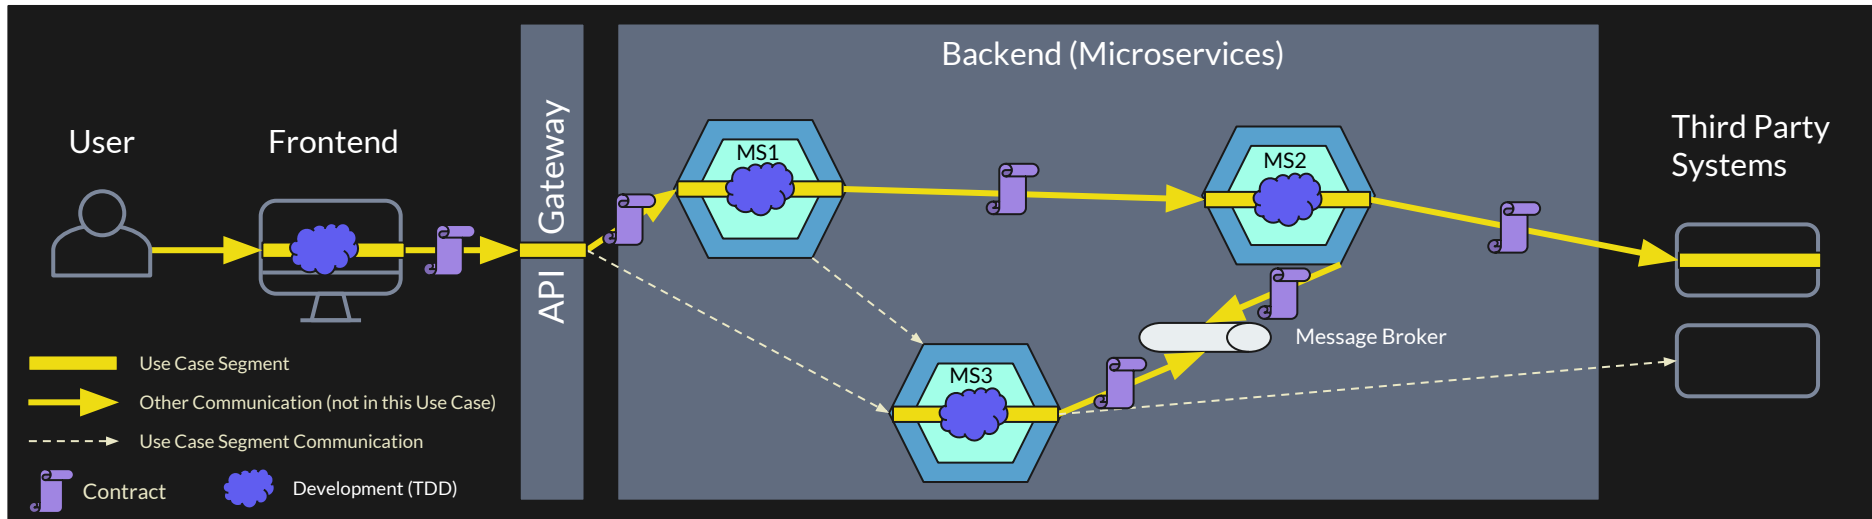 Backend (Microservices)
User
Frontend
API Gateway
MS1
MS2
Third Party
Systems
Message Broker
MS3
Use Case Segment
Other Communication (not in this Use Case)
Use Case Segment Communication
Contract
Development (TDD)